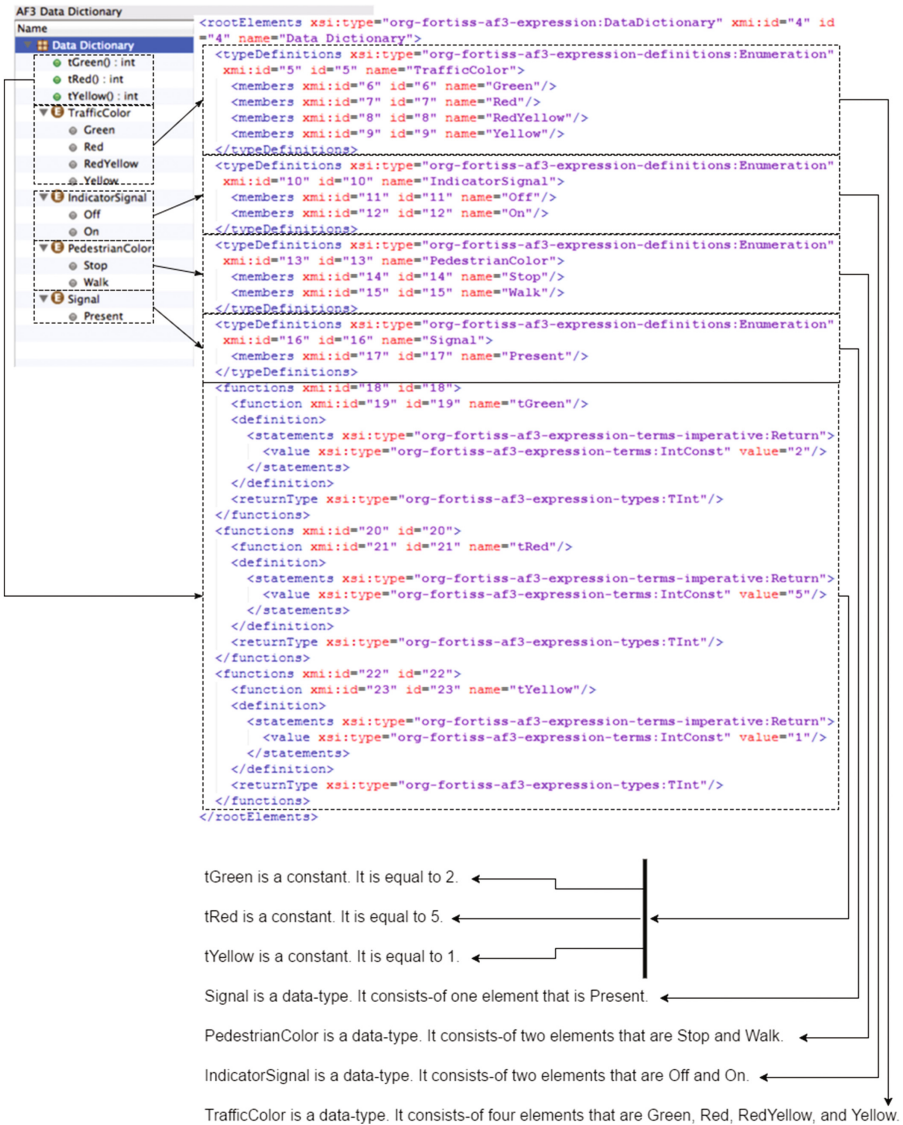 AF3 Data Dictionary
Name
Data Dictionary
tGreen() : int
tRed() : int
tYellow() : int
TrafficColor
Green
Red
RedYellow
Yellow
IndicatorSignal
Off
On
PedestrianColor
Stop
Walk
Signal
Present
<rootElements xsi:type="org-fortiss-af3-expression:DataDictionary" xmi:id="4" id
="4" name="Data Dictionary">
<typeDefinitions xsi:type="org-fortiss-af3-expression-definitions:Enumeration"
xmi:id="5" id="5" name="TrafficColor">
<members xmi:id="6" id="6" name="Green"/>
<members xmi:id="7" id="7" name="Red"/>
<members xmi:id="8" id="8" name="RedYellow"/>
<members xmi:id="9" id="9" name="Yellow"/>
</typeDefinitions>
<typeDefinitions xsi:type="org-fortiss-af3-expression-definitions:Enumeration"
xmi:id="10" id="10" name="IndicatorSignal">
<members xmi:id="11" id="11" name="Off"/>
<members xmi:id="12" id="12" name="On"/>
</typeDefinitions>
<typeDefinitions xsi:type="org-fortiss-af3-expression-definitions:Enumeration"
xmi:id="13" id="13" name="PedestrianColor">
<members xmi:id="14" id="14" name="Stop"/>
<members xmi:id="15" id="15" name="Walk"/>
</typeDefinitions>
<typeDefinitions xsi:type="org-fortiss-af3-expression-definitions:Enumeration"
xmi:id="16" id="16" name="Signal">
<members xmi:id="17" id="17" name="Present"/>
</typeDefinitions>
<functions xmi:id="18" id="18">
<function xmi:id="19" id="19" name="tGreen"/>
<definition>
<statements xsi:type="org-fortiss-af3-expression-terms-imperative:Return">
<value xsi:type="org-fortiss-af3-expression-terms:IntConst" value="2"/>
</statements>
</definition>
<returnType xsi:type="org-fortiss-af3-expression-types:TInt"/>
</functions>
<functions xmi:id="20" id="20">
<function xmi:id="21" id="21" name="tRed"/>
<definition>
<statements xsi:type="org-fortiss-af3-expression-terms-imperative:Return">
<value xsi:type="org-fortiss-af3-expression-terms:IntConst" value="5"/>
</statements>
</definition>
<returnType xsi:type="org-fortiss-af3-expression-types:TInt"/>
</functions>
<functions xmi:id="22" id="22">
<function xmi:id="23" id="23" name="tYellow"/>
<definition>
<statements xsi:type="org-fortiss-af3-expression-terms-imperative:Return">
<value xsi:type="org-fortiss-af3-expression-terms:IntConst" value="1"/>
</statements>
</definition>
<returnType xsi:type="org-fortiss-af3-expression-types:TInt"/>
</functions>
</rootElements>
tGreen is a constant. It is equal to 2.
tRed is a constant. It is equal to 5.
tYellow is a constant. It is equal to 1.
Signal is a data-type. It consists-of one element that is Present.
PedestrianColor is a data-type. It consists-of two elements that are Stop and Walk.
IndicatorSignal is a data-type. It consists-of two elements that are Off and On.
TrafficColor is a data-type. It consists-of four elements that are Green, Red, RedYellow, and Yellow.